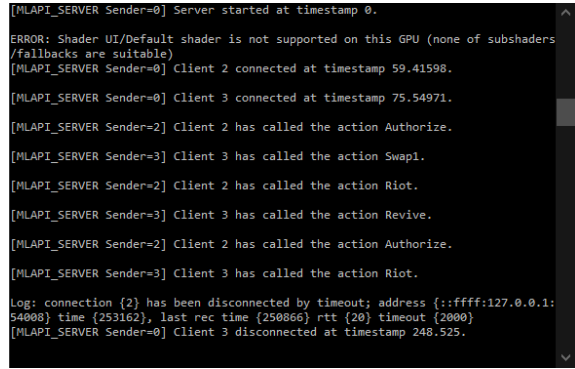 [MLAPI_SERVER Sender=0] Server started at timestamp 0.
ERROR: Shader UI/Default shader is not supported on this GPU (none of subshaders
/fallbacks are suitable)
[MLAPI_SERVER Sender=0] Client 2 connected at timestamp 59.41598.
[MLAPI_SERVER Sender=0] Client 3 connected at timestamp 75.54971.
[MLAPI_SERVER Sender=2] Client 2 has called the action Authorize.
[MLAPI_SERVER Sender=3] Client 3 has called the action Swap1.
[MLAPI_SERVER Sender=2] Client 2 has called the action Riot.
[MLAPI_SERVER Sender=3] Client 3 has called the action Revive.
[MLAPI_SERVER Sender=2] Client 2 has called the action Authorize.
[MLAPI_SERVER Sender=3] Client 3 has called the action Riot.
Log: connection {2} has been disconnected by timeout; address {::ffff:127.0.0.1:
54008} time {253162}, last rec time {250866} rtt {20} timeout {2000}
[MLAPI_SERVER Sender=0] Client 3 disconnected at timestamp 248.525.